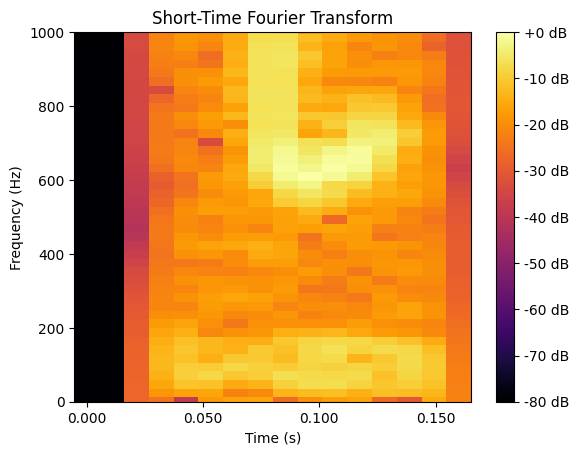 Short-Time Fourier Transform
1000
800
600
400
200
0
Frequency (Hz)
0.000
0.050
0.100
0.150
Time (s)
+0 dB
-10 dB
-20 dB
-30 dB
-40 dB
-50 dB
-60 dB
-70 dB
-80 dB